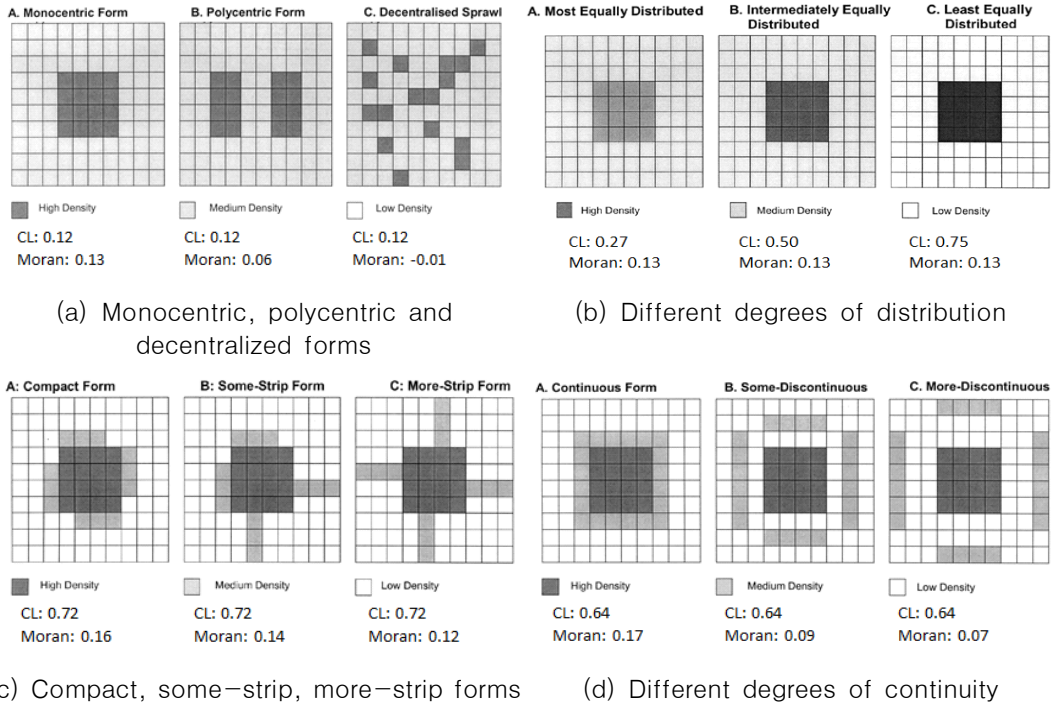 A. Monocentric Form
B. Polycentric Form
C. Decentralised Sprawl
High Density
Medium Density
Low Density
CL: 0.12
Moran: 0.13
CL: 0.12
Moran: 0.06
CL: 0.12
Moran: -0.01
(a) Monocentric, polycentric and
decentralized forms
A. Most Equally Distributed
B. Intermediately Equally
Distributed
C. Least Equally
Distributed
High Density
Medium Density
Low Density
CL: 0.27
Moran: 0.13
CL: 0.50
Moran: 0.13
CL: 0.75
Moran: 0.13
(b) Different degrees of distribution
A: Compact Form
B: Some-Strip Form
C: More-Strip Form
High Density
Medium Density
Low Density
CL: 0.72
Moran: 0.16
CL: 0.72
Moran: 0.14
CL: 0.72
Moran: 0.12
c) Compact, some-strip, more-strip forms
A. Continuous Form
B. Some-Discontinuous
C. More-Discontinuous
High Density
Medium Density
Low Density
CL: 0.64
Moran: 0.17
CL: 0.64
Moran: 0.09
CL: 0.64
Moran: 0.07
(d) Different degrees of continuity